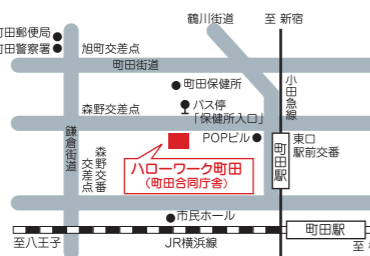 鶴川街道
至 新宿
町田郵便局
町田警察署
旭町交差点
町田街道
町田保健所
小田急線
森野交差点
バス停
「保健所入口」
鎌倉街道
森野交番
交差点
POPビル
東口
駅前交番
町田駅
ハローワーク町田
（町田合同庁舎）
市民ホール
町田駅
至八王子
JR横浜線
至